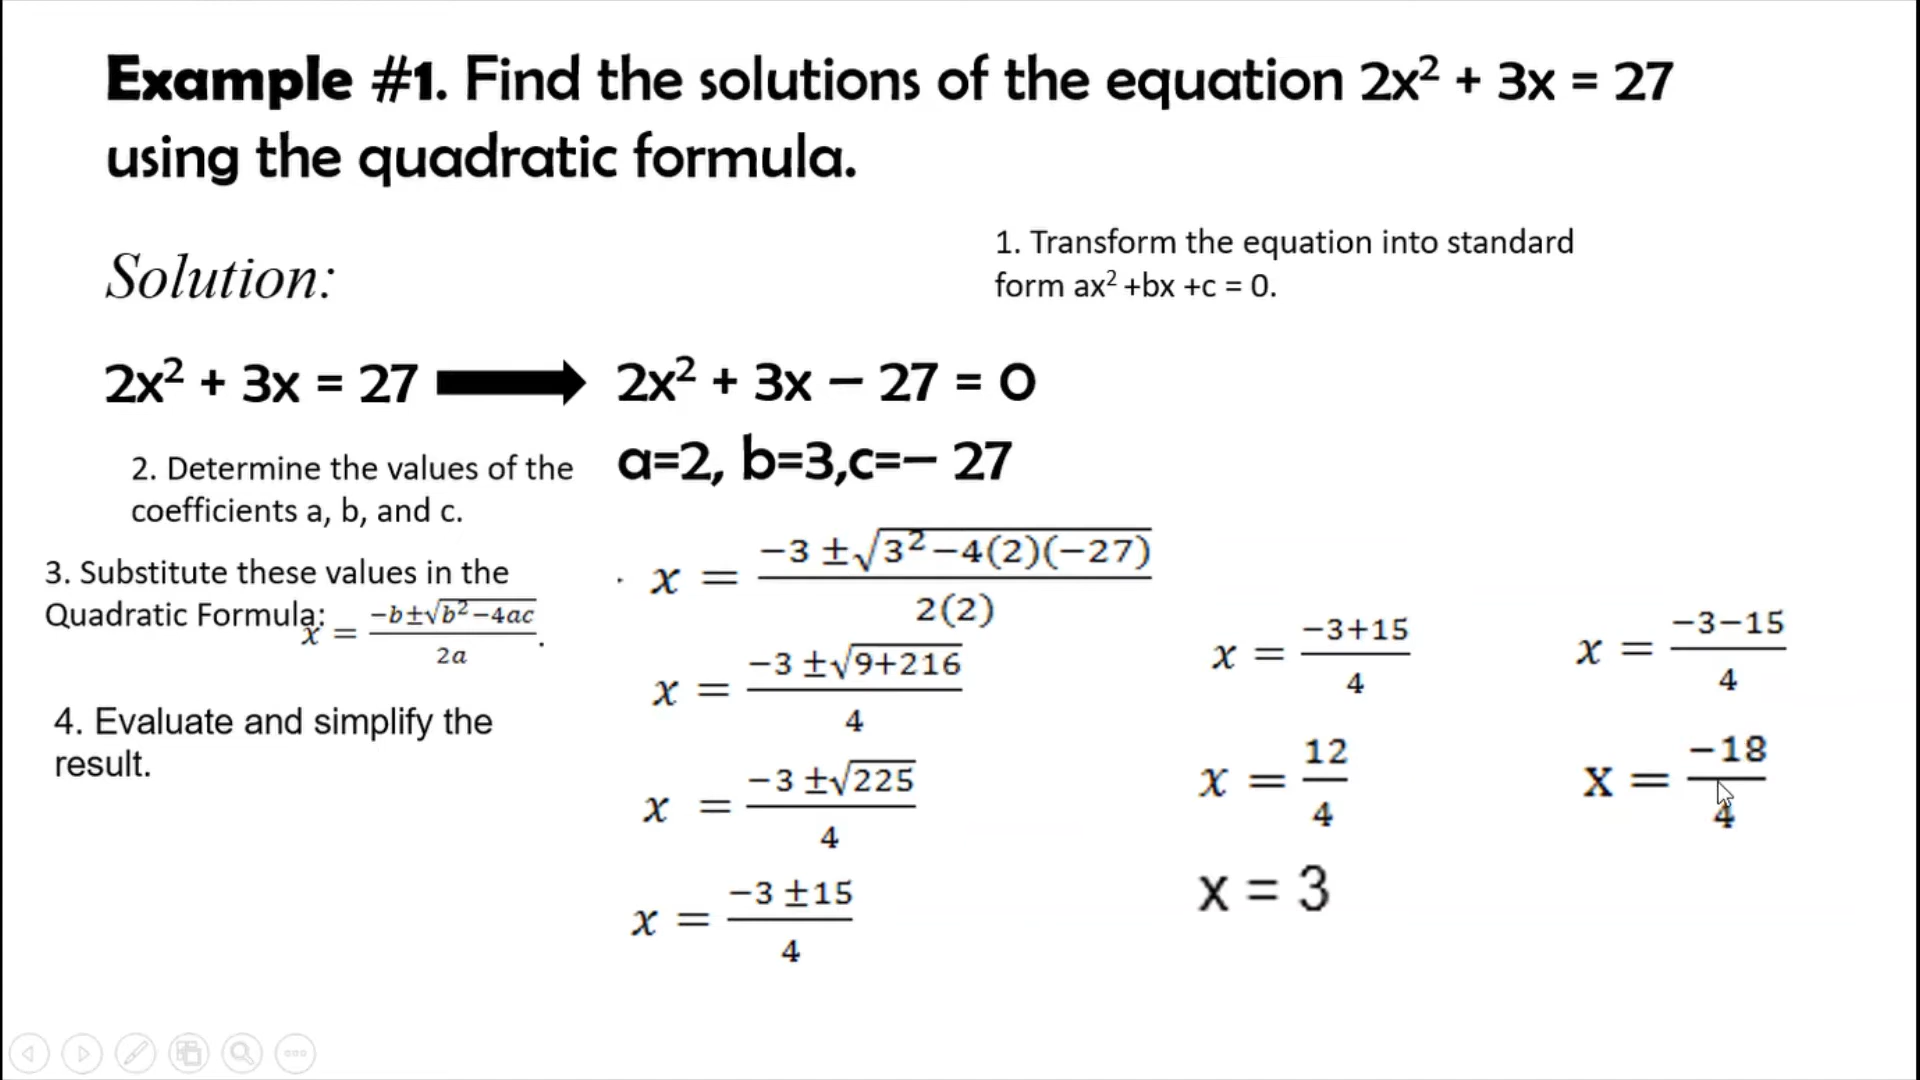 Example #1. Find the solutions of the equation 2x² + 3x = 27
using the quadratic formula.
Solution:
1. Transform the equation into standard
form ax² +bx +c = 0.
2x² + 3x = 27
2x² + 3x – 27 = 0
2. Determine the values of the
coefficients a, b, and c.
a=2, b=3,c=– 27
3. Substitute these values in the
Quadratic Formula: x = (−b±√(b²−4ac))/(2a).
4. Evaluate and simplify the
result.
x = (−3 ±√(3²−4(2)(−27)))/(2(2))
x = (−3 ±√(9+216))/4
x = (−3 ±√225)/4
x = (−3 ±15)/4
x = (−3+15)/4
x = 12/4
x = 3
x = (−3−15)/4
x = −18/4